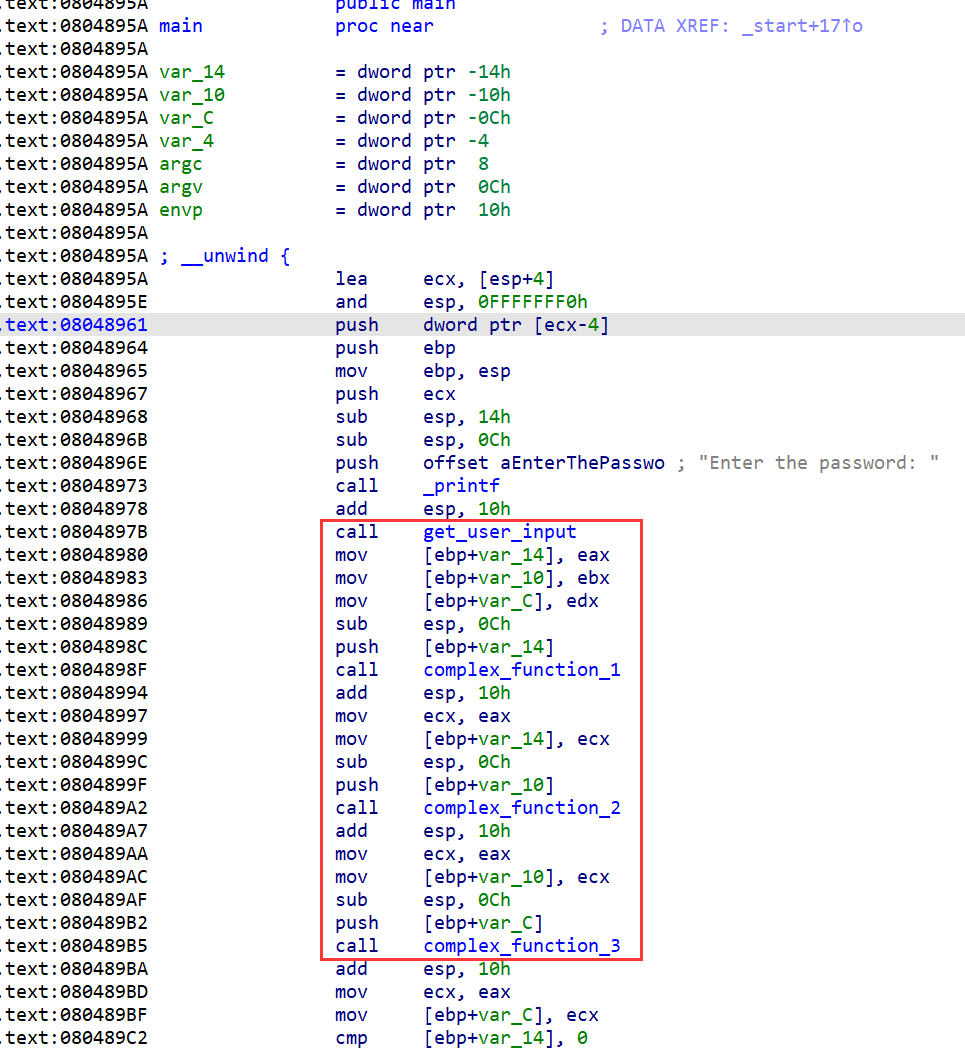 .text:0804895A public main
.text:0804895A main proc near ; DATA XREF: _start+17↑o
.text:0804895A
.text:0804895A var_14 = dword ptr -14h
.text:0804895A var_10 = dword ptr -10h
.text:0804895A var_C = dword ptr -0Ch
.text:0804895A var_4 = dword ptr -4
.text:0804895A argc = dword ptr 8
.text:0804895A argv = dword ptr 0Ch
.text:0804895A envp = dword ptr 10h
.text:0804895A
.text:0804895A ; __unwind {
.text:0804895A lea ecx, [esp+4]
.text:0804895E and esp, 0FFFFFFF0h
.text:08048961 push dword ptr [ecx-4]
.text:08048964 push ebp
.text:08048965 mov ebp, esp
.text:08048967 push ecx
.text:08048968 sub esp, 14h
.text:0804896B sub esp, 0Ch
.text:0804896E push offset aEnterThePasswo ; "Enter the password: "
.text:08048973 call _printf
.text:08048978 add esp, 10h
.text:0804897B call get_user_input
.text:08048980 mov [ebp+var_14], eax
.text:08048983 mov [ebp+var_10], ebx
.text:08048986 mov [ebp+var_C], edx
.text:08048989 sub esp, 0Ch
.text:0804898C push [ebp+var_14]
.text:0804898F call complex_function_1
.text:08048994 add esp, 10h
.text:08048997 mov ecx, eax
.text:08048999 mov [ebp+var_14], ecx
.text:0804899C sub esp, 0Ch
.text:0804899F push [ebp+var_10]
.text:080489A2 call complex_function_2
.text:080489A7 add esp, 10h
.text:080489AA mov ecx, eax
.text:080489AC mov [ebp+var_10], ecx
.text:080489AF sub esp, 0Ch
.text:080489B2 push [ebp+var_C]
.text:080489B5 call complex_function_3
.text:080489BA add esp, 10h
.text:080489BD mov ecx, eax
.text:080489BF mov [ebp+var_C], ecx
.text:080489C2 cmp [ebp+var_14], 0